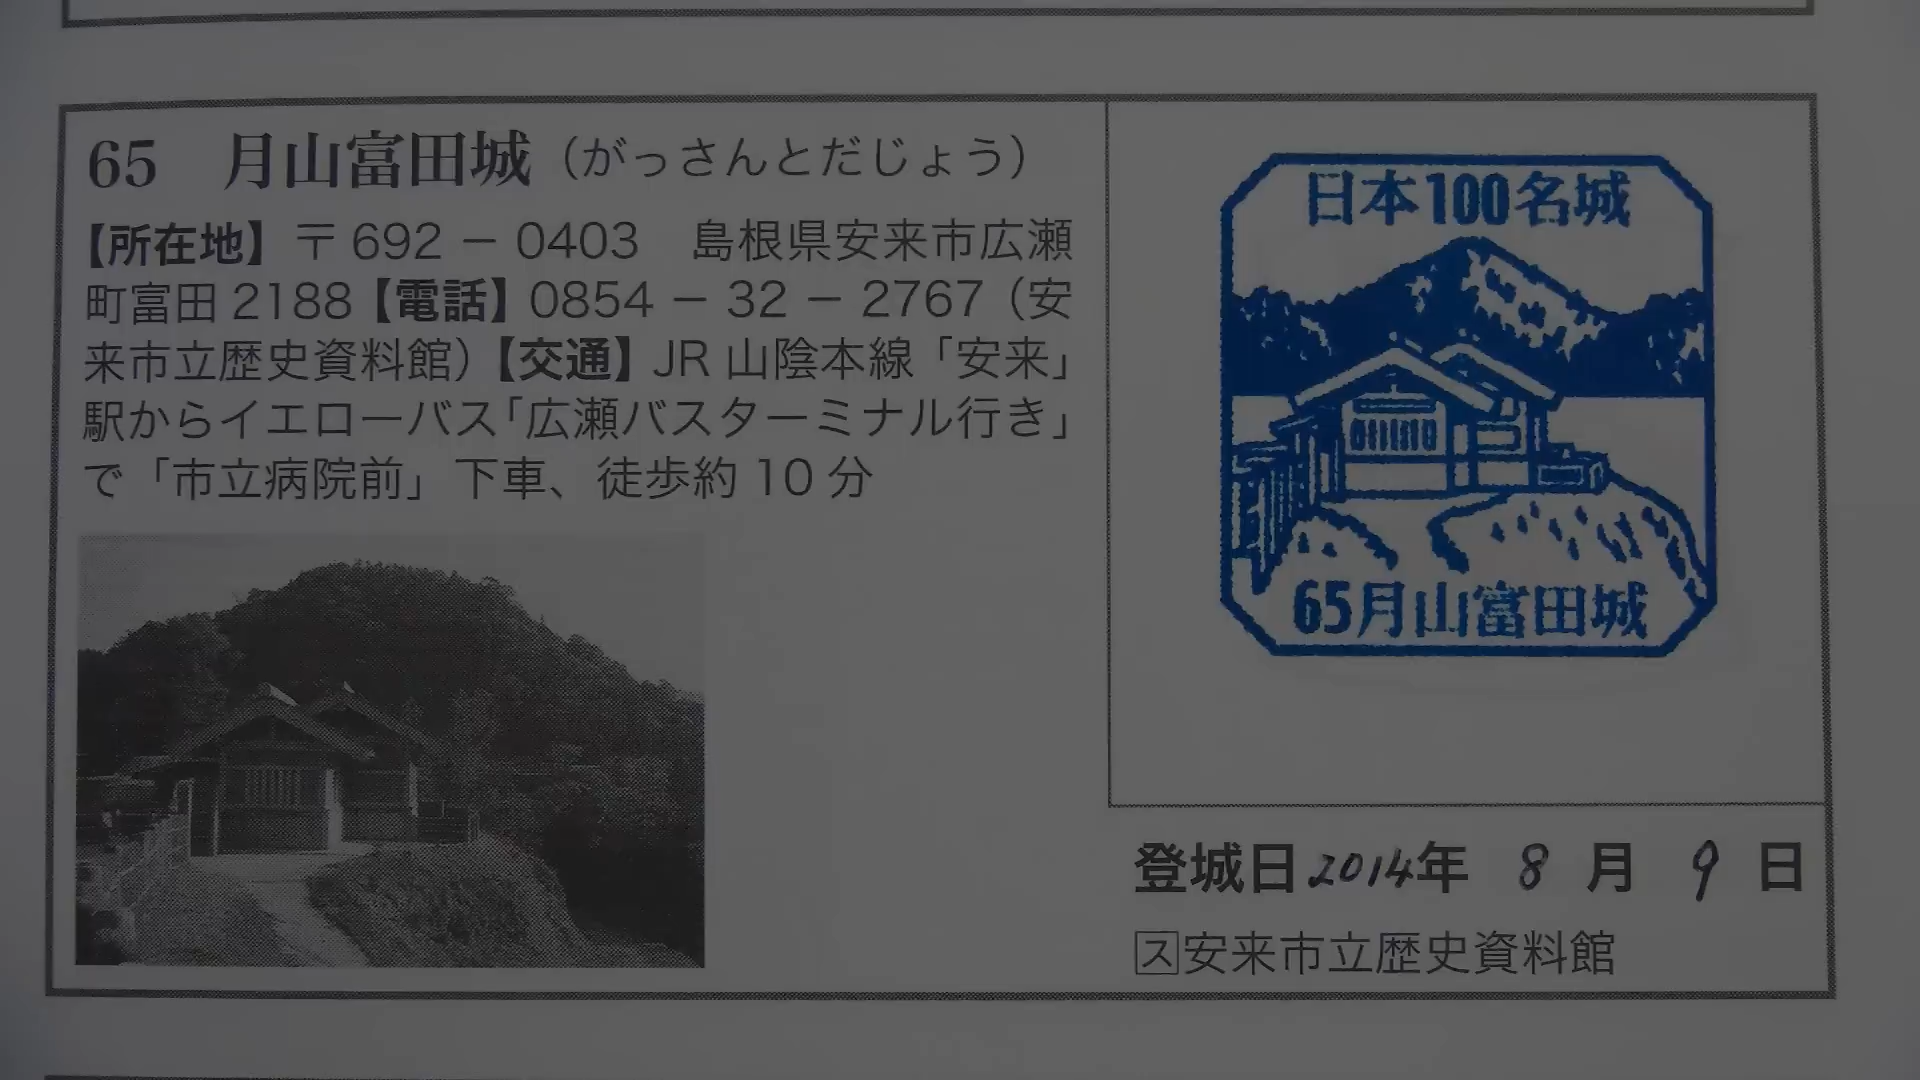 65　月山富田城（がっさんとだじょう）
【所在地】〒692－0403　島根県安来市広瀬
町富田2188【電話】0854－32－2767（安
来市立歴史資料館）【交通】JR山陰本線「安来」
駅からイエローバス「広瀬バスターミナル行き」
で「市立病院前」下車、徒歩約10分
日本100名城
65月山富田城
登城日2014年 8 月 9 日
ス安来市立歴史資料館